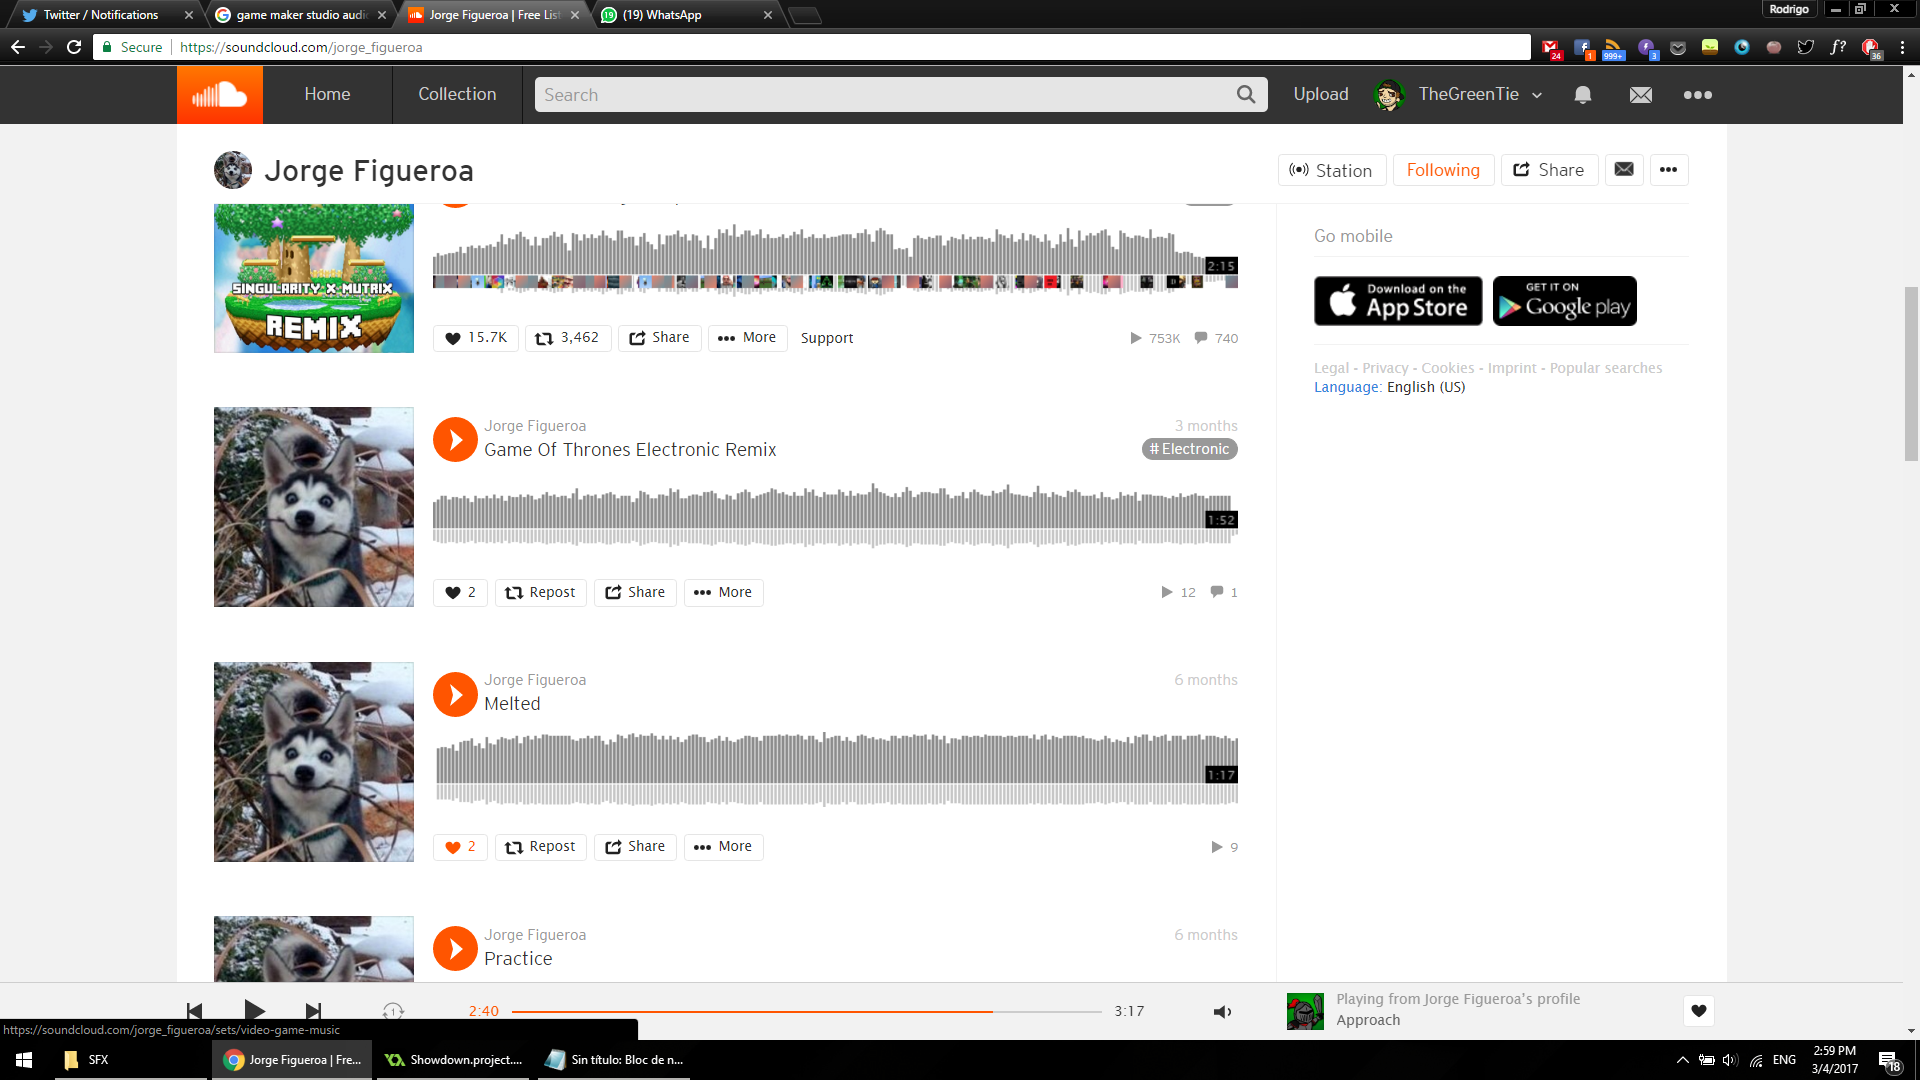 Twitter / Notifications
game maker studio audi
Jorge Figueroa | Free Lis
(19) WhatsApp
Rodrigo
Secure
https://soundcloud.com/jorge_figueroa
24
1
999+
3
f?
36
Home
Collection
Search
Upload
TheGreenTie
Jorge Figueroa
Station
Following
Share
SINGULARITY X MUTRIX
REMIX
2:15
15.7K
3,462
Share
More
Support
753K
740
Go mobile
Download on the
App Store
GET IT ON
Google play
Legal - Privacy - Cookies - Imprint - Popular searches
Language: English (US)
Jorge Figueroa
3 months
Game Of Thrones Electronic Remix
# Electronic
1:52
2
Repost
Share
More
12
1
Jorge Figueroa
6 months
Melted
1:17
2
Repost
Share
More
9
Jorge Figueroa
6 months
Practice
1
2:40
3:17
Playing from Jorge Figueroa's profile
Approach
https://soundcloud.com/jorge_figueroa/sets/video-game-music
SFX
Jorge Figueroa | Fre...
Showdown.project....
Sin título: Bloc de n...
ENG
2:59 PM
3/4/2017
18